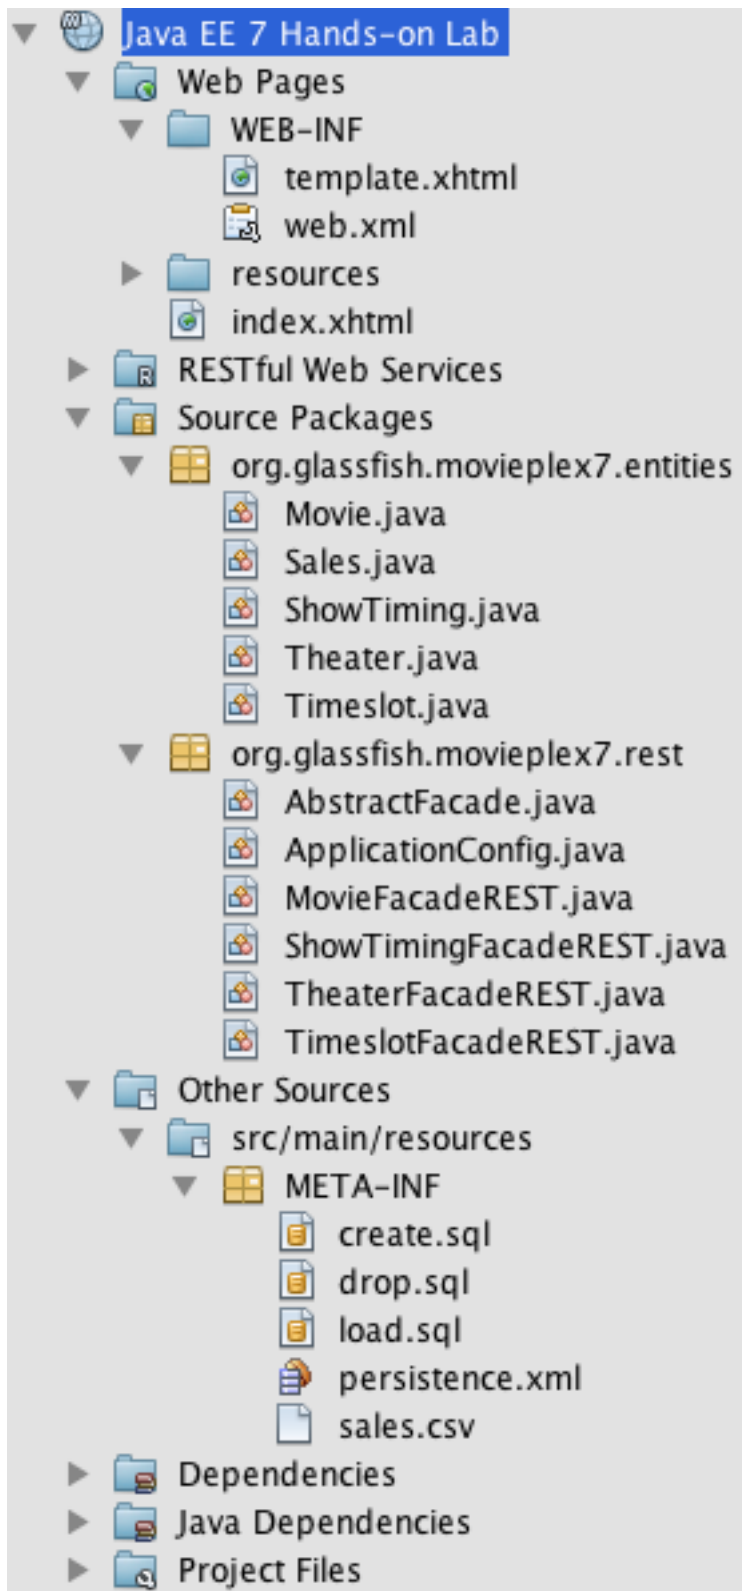 Java EE 7 Hands-on Lab
Web Pages
WEB-INF
template.xhtml
web.xml
resources
index.xhtml
RESTful Web Services
Source Packages
org.glassfish.movieplex7.entities
Movie.java
Sales.java
ShowTiming.java
Theater.java
Timeslot.java
org.glassfish.movieplex7.rest
AbstractFacade.java
ApplicationConfig.java
MovieFacadeREST.java
ShowTimingFacadeREST.java
TheaterFacadeREST.java
TimeslotFacadeREST.java
Other Sources
src/main/resources
META-INF
create.sql
drop.sql
load.sql
persistence.xml
sales.csv
Dependencies
Java Dependencies
Project Files